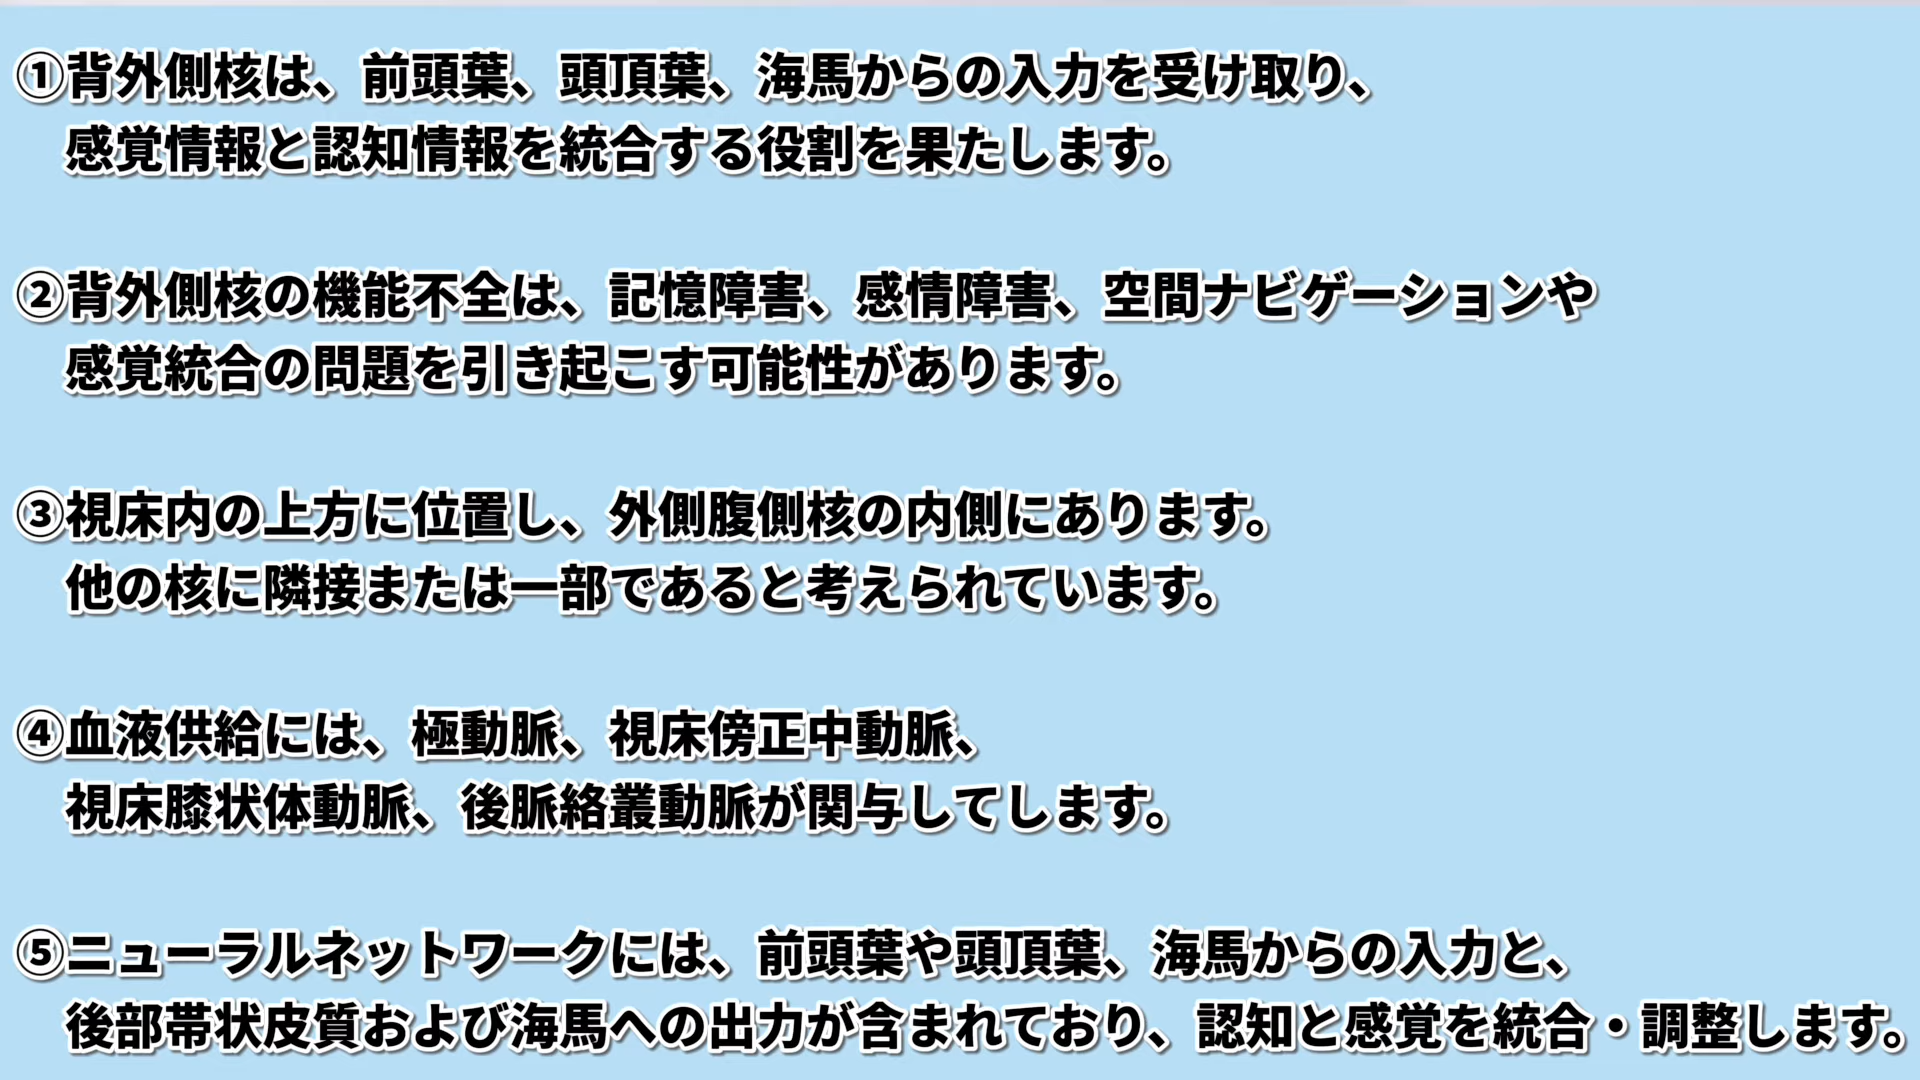 ①背外側核は、前頭葉、頭頂葉、海馬からの入力を受け取り、
感覚情報と認知情報を統合する役割を果たします。
②背外側核の機能不全は、記憶障害、感情障害、空間ナビゲーションや
感覚統合の問題を引き起こす可能性があります。
③視床内の上方に位置し、外側腹側核の内側にあります。
他の核に隣接または一部であると考えられています。
④血液供給には、極動脈、視床傍正中動脈、
視床膝状体動脈、後脈絡叢動脈が関与してします。
⑤ニューラルネットワークには、前頭葉や頭頂葉、海馬からの入力と、
後部帯状皮質および海馬への出力が含まれており、認知と感覚を統合・調整します。